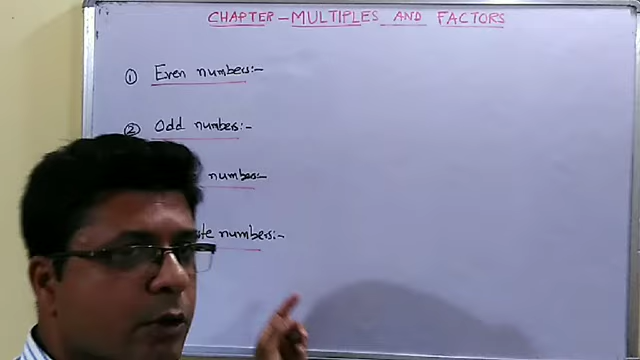 CHAPTER - MULTIPLES AND FACTORS
① Even numbers:-
② Odd numbers:-
numbers:-
numbers:-